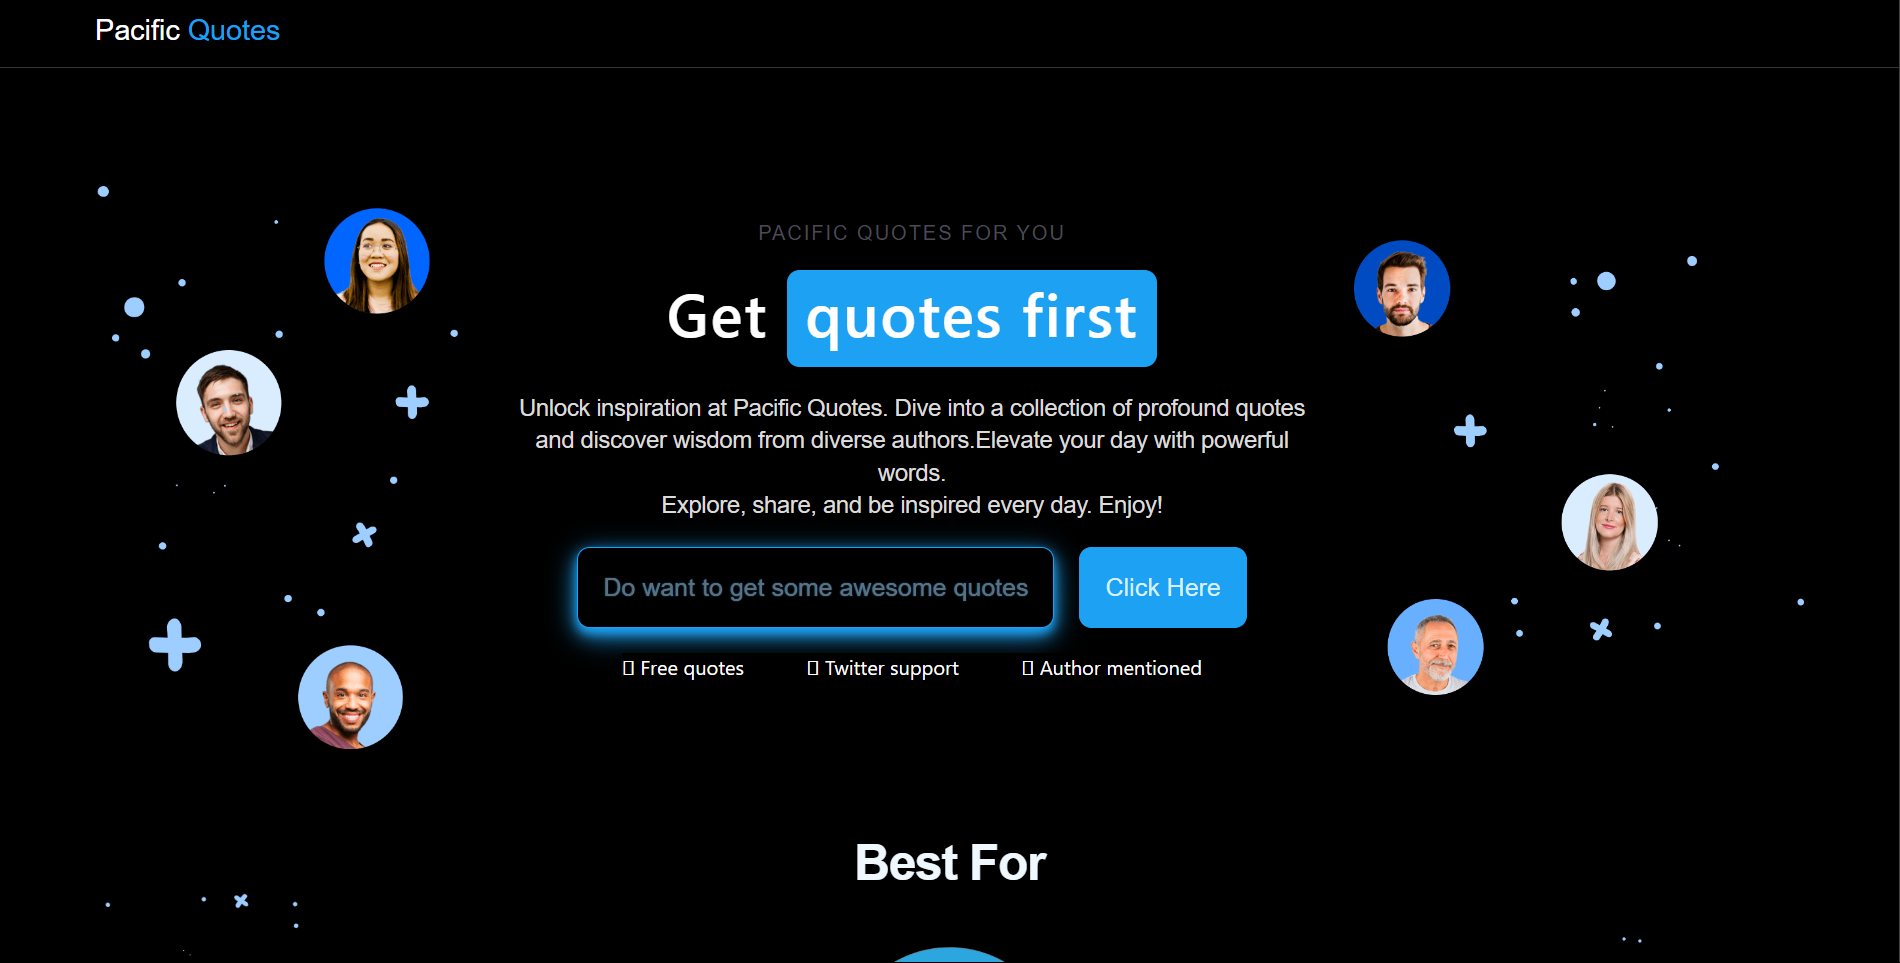 Pacific Quotes
PACIFIC QUOTES FOR YOU
Get quotes first
Unlock inspiration at Pacific Quotes. Dive into a collection of profound quotes
and discover wisdom from diverse authors.Elevate your day with powerful
words.
Explore, share, and be inspired every day. Enjoy!
Do want to get some awesome quotes
Click Here
Free quotes
Twitter support
Author mentioned
Best For